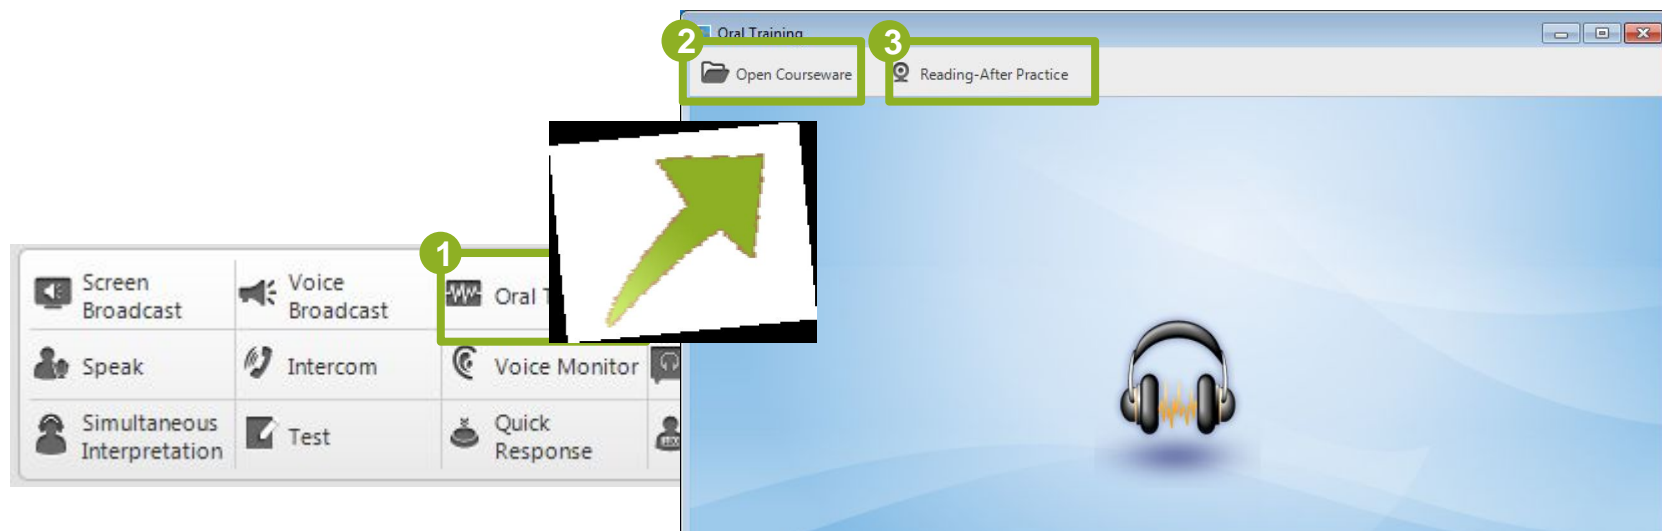 2
Oral Training
3
Open Courseware
Reading-After Practice
1
Screen
Broadcast
Voice
Broadcast
Oral
Speak
Intercom
Voice Monitor
Simultaneous
Interpretation
Test
Quick
Response